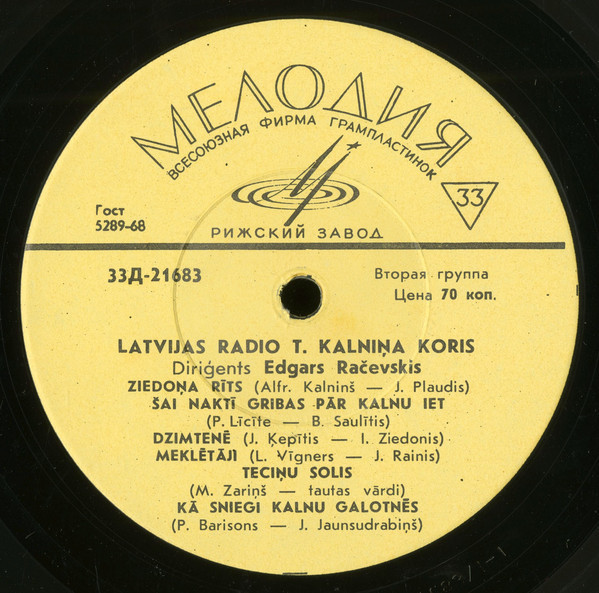 МЕЛОДИЯ
ВСЕСОЮЗНАЯ ФИРМА ГРАМПЛАСТИНОК
33
Гост
5289-68
РИЖСКИЙ ЗАВОД
33Д-21683
Вторая группа
Цена 70 коп.
LATVIJAS RADIO T. KALNIŅA KORIS
Diriģents Edgars Račevskis
ZIEDOŅA RĪTS (Alfr. Kalninš — J. Plaudis)
ŠAI NAKTĪ GRIBAS PĀR KALNU IET
(P. Līcīte — B. Saulītis)
DZIMTENĒ (J. Ķepītis — I. Ziedonis)
MEKLĒTĀJI (L. Vīgners — J. Rainis)
TECIŅU SOLIS
(M. Zariņš — tautas vārdi)
KĀ SNIEGI KALNU GALOTNĒS
(P. Barisons — J. Jaunsudrabiņš)